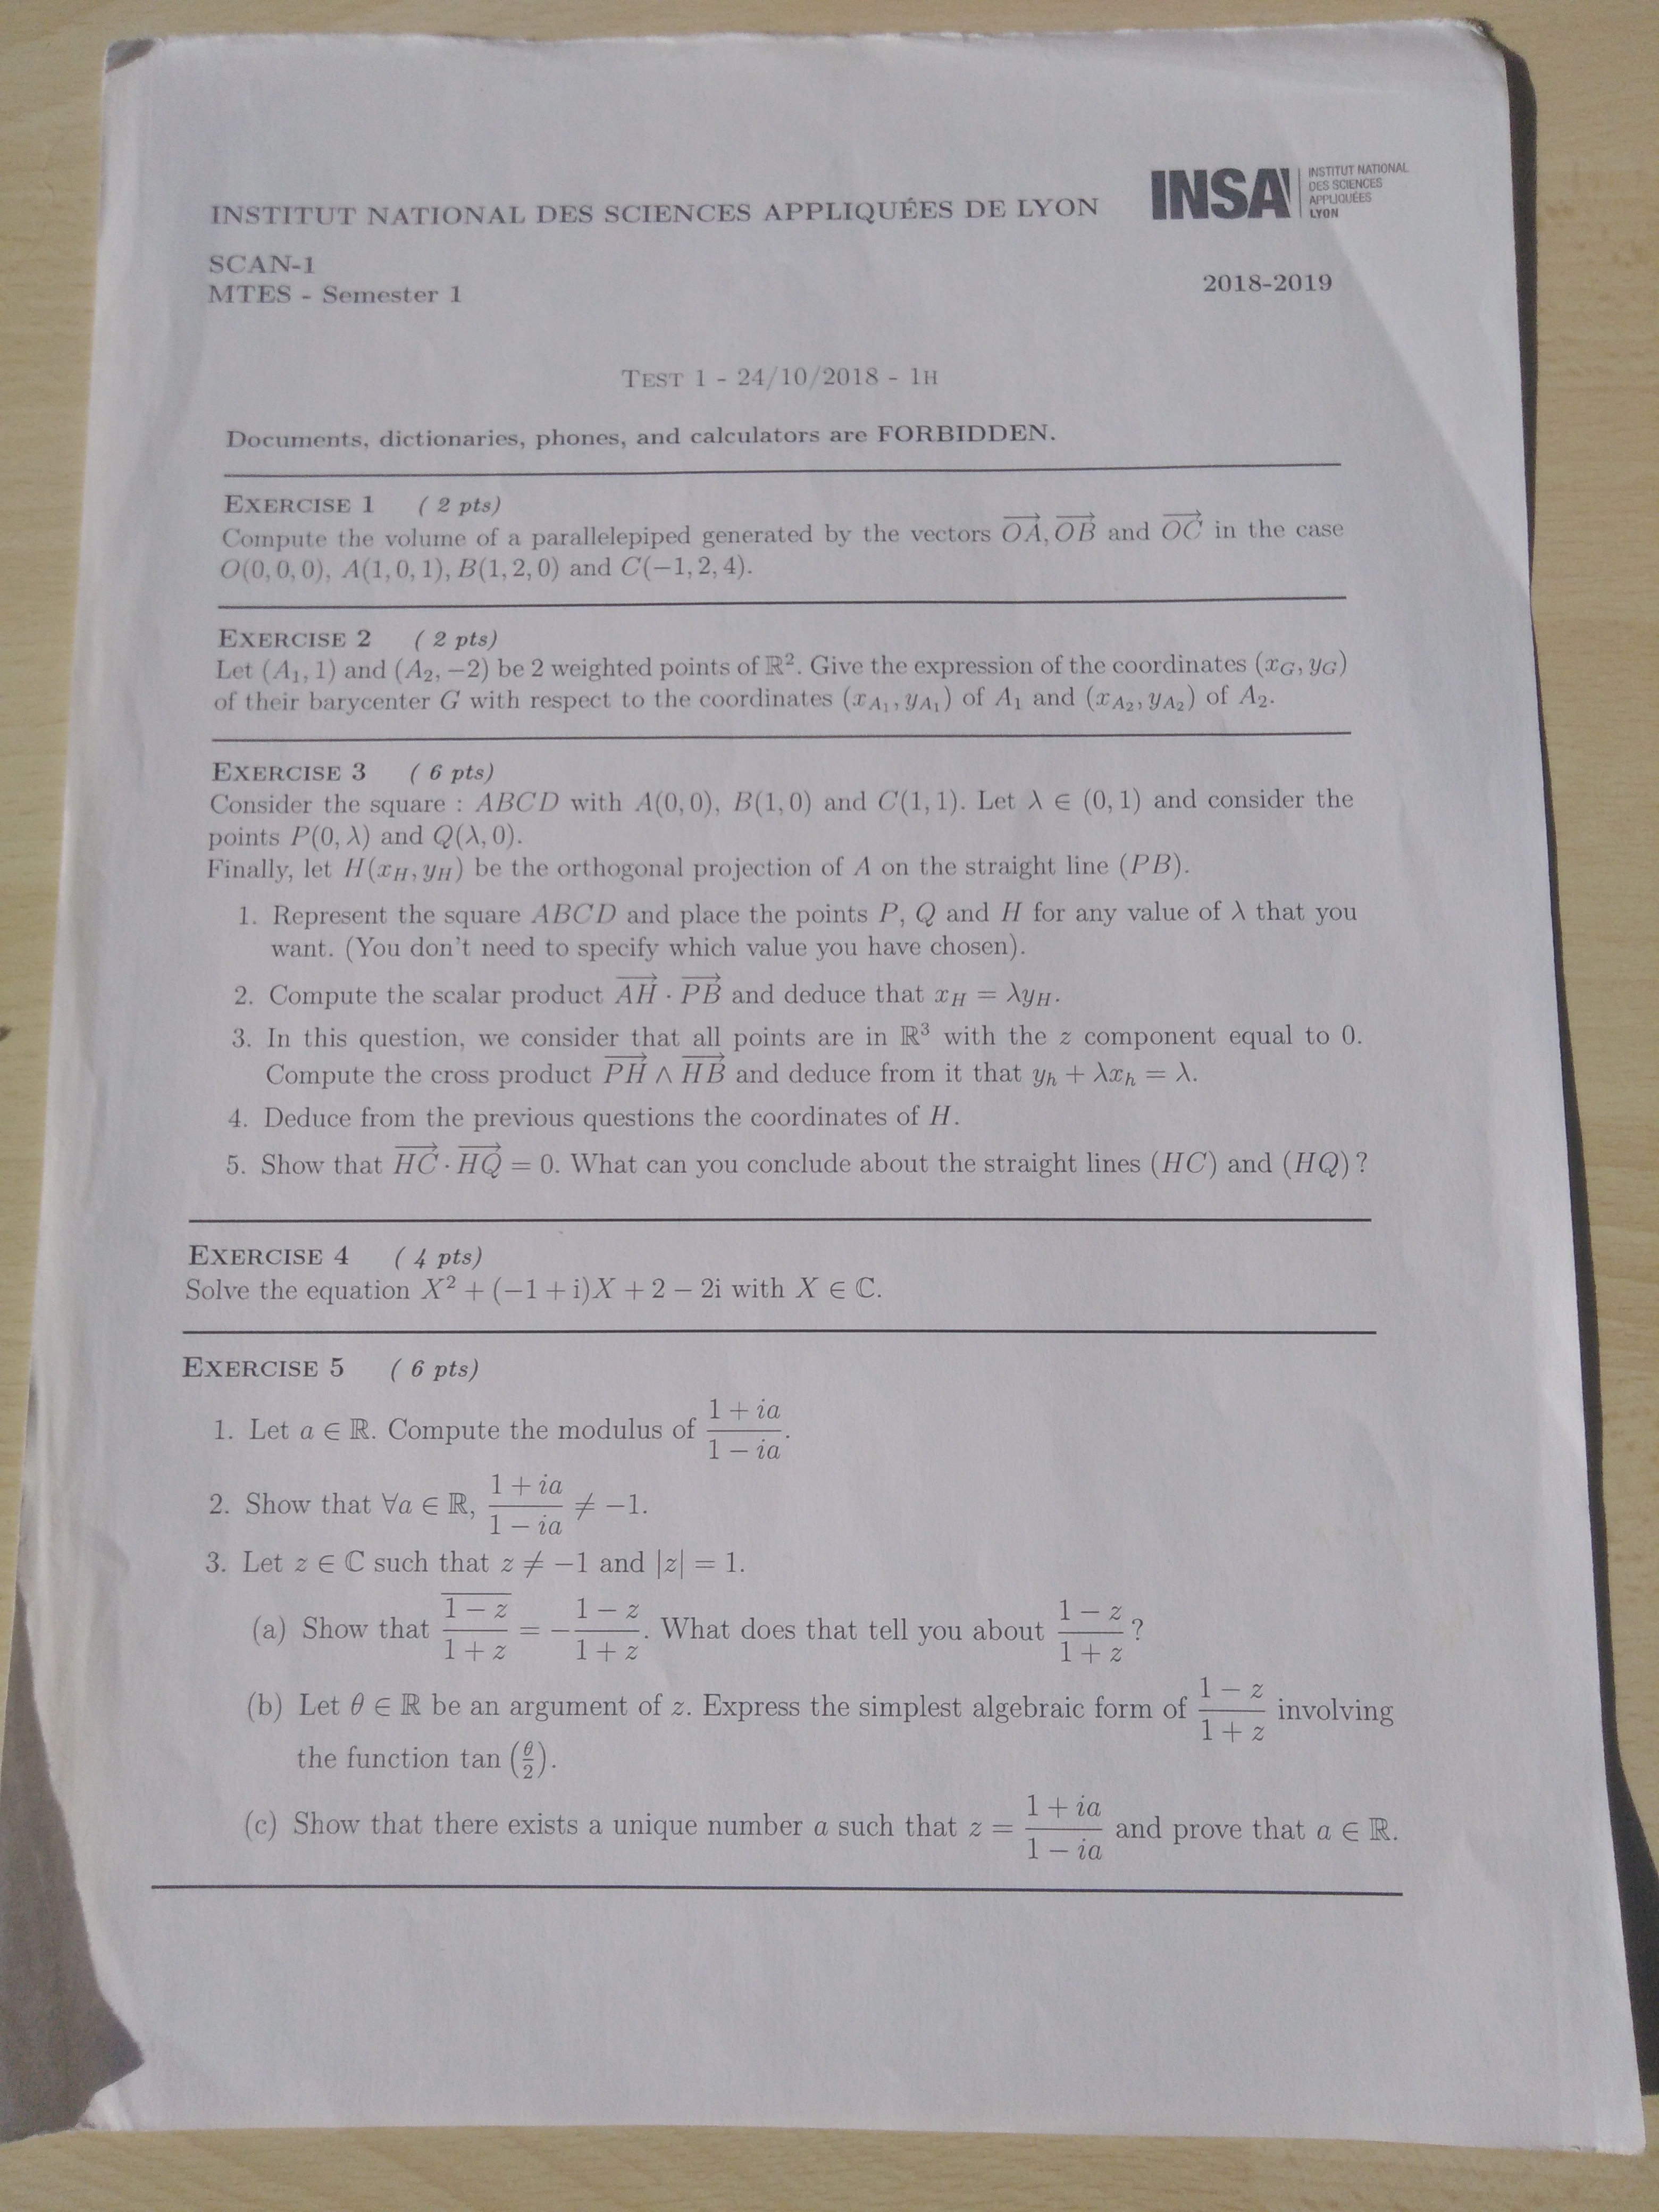 INSTITUT NATIONAL DES SCIENCES APPLIQUÉES DE LYON
INSA
INSTITUT NATIONAL
DES SCIENCES
APPLIQUÉES
LYON
SCAN-1
MTES - Semester 1
2018-2019
TEST 1 - 24/10/2018 - 1H
Documents, dictionaries, phones, and calculators are FORBIDDEN.
EXERCISE 1 ( 2 pts)
Compute the volume of a parallelepiped generated by the vectors $\overrightarrow{OA}, \overrightarrow{OB}$ and $\overrightarrow{OC}$ in the case
$O(0,0,0)$, $A(1,0,1)$, $B(1,2,0)$ and $C(-1,2,4)$.
EXERCISE 2 ( 2 pts)
Let $(A_1, 1)$ and $(A_2, -2)$ be 2 weighted points of $\mathbb{R}^2$. Give the expression of the coordinates $(x_G, y_G)$
of their barycenter $G$ with respect to the coordinates $(x_{A_1}, y_{A_1})$ of $A_1$ and $(x_{A_2}, y_{A_2})$ of $A_2$.
EXERCISE 3 ( 6 pts)
Consider the square : $ABCD$ with $A(0,0)$, $B(1,0)$ and $C(1,1)$. Let $\lambda \in (0,1)$ and consider the
points $P(0,\lambda)$ and $Q(\lambda,0)$.
Finally, let $H(x_H, y_H)$ be the orthogonal projection of $A$ on the straight line $(PB)$.
1. Represent the square $ABCD$ and place the points $P$, $Q$ and $H$ for any value of $\lambda$ that you
want. (You don't need to specify which value you have chosen).
2. Compute the scalar product $\overrightarrow{AH} \cdot \overrightarrow{PB}$ and deduce that $x_H = \lambda y_H$.
3. In this question, we consider that all points are in $\mathbb{R}^3$ with the $z$ component equal to 0.
Compute the cross product $\overrightarrow{PH} \wedge \overrightarrow{HB}$ and deduce from it that $y_h + \lambda x_h = \lambda$.
4. Deduce from the previous questions the coordinates of $H$.
5. Show that $\overrightarrow{HC} \cdot \overrightarrow{HQ} = 0$. What can you conclude about the straight lines $(HC)$ and $(HQ)$ ?
EXERCISE 4 ( 4 pts)
Solve the equation $X^2 + (-1 + \mathrm{i})X + 2 - 2\mathrm{i}$ with $X \in \mathbb{C}$.
EXERCISE 5 ( 6 pts)
1. Let $a \in \mathbb{R}$. Compute the modulus of $\frac{1+ia}{1-ia}$.
2. Show that $\forall a \in \mathbb{R}, \frac{1+ia}{1-ia} \neq -1$.
3. Let $z \in \mathbb{C}$ such that $z \neq -1$ and $|z| = 1$.
(a) Show that $\frac{\overline{1-z}}{1+z} = -\frac{1-z}{1+z}$. What does that tell you about $\frac{1-z}{1+z}$ ?
(b) Let $\theta \in \mathbb{R}$ be an argument of $z$. Express the simplest algebraic form of $\frac{1-z}{1+z}$ involving
the function $\tan\left(\frac{\theta}{2}\right)$.
(c) Show that there exists a unique number $a$ such that $z = \frac{1+ia}{1-ia}$ and prove that $a \in \mathbb{R}$.